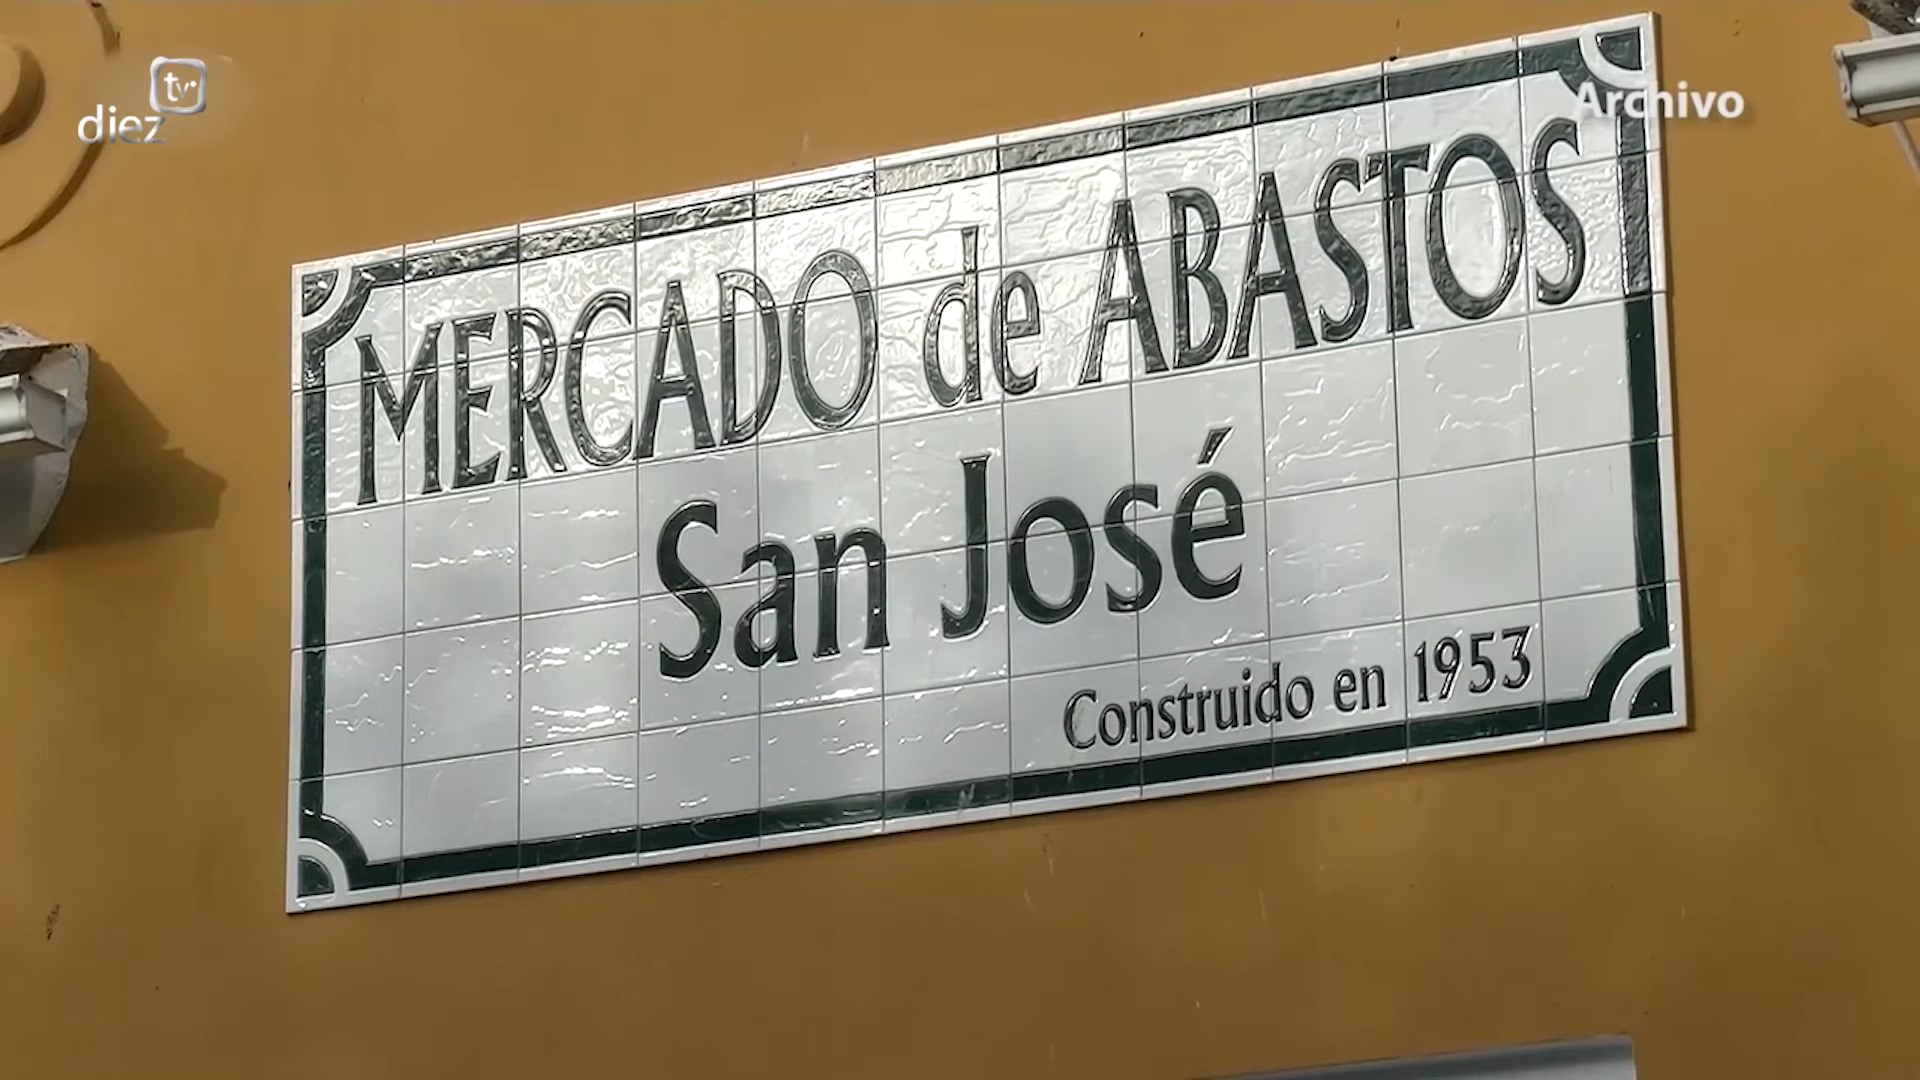 diez tv
Archivo
MERCADO de ABASTOS
San José
Construido en 1953